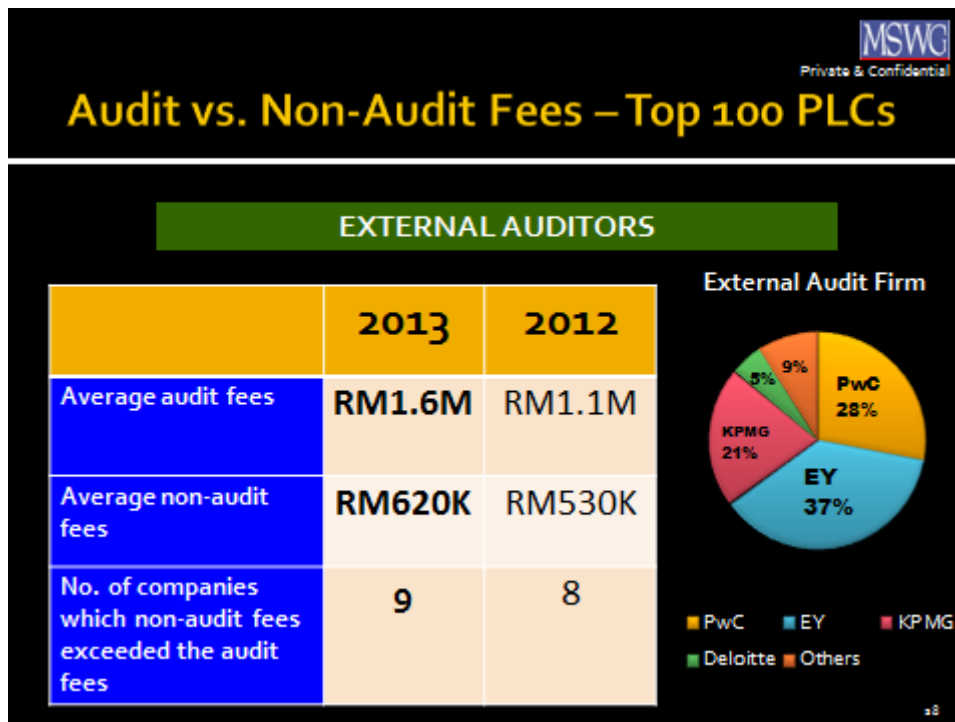 MSWG
Private & Confidential
Audit vs. Non-Audit Fees – Top 100 PLCs
EXTERNAL AUDITORS
2013 2012
Average audit fees RM1.6M RM1.1M
Average non-audit
fees
RM620K RM530K
No. of companies
which non-audit fees
exceeded the audit
fees
9 8
External Audit Firm
PwC
28%
EY
37%
KPMG
21%
5%
9%
PwC EY KPMG
Deloitte Others
18